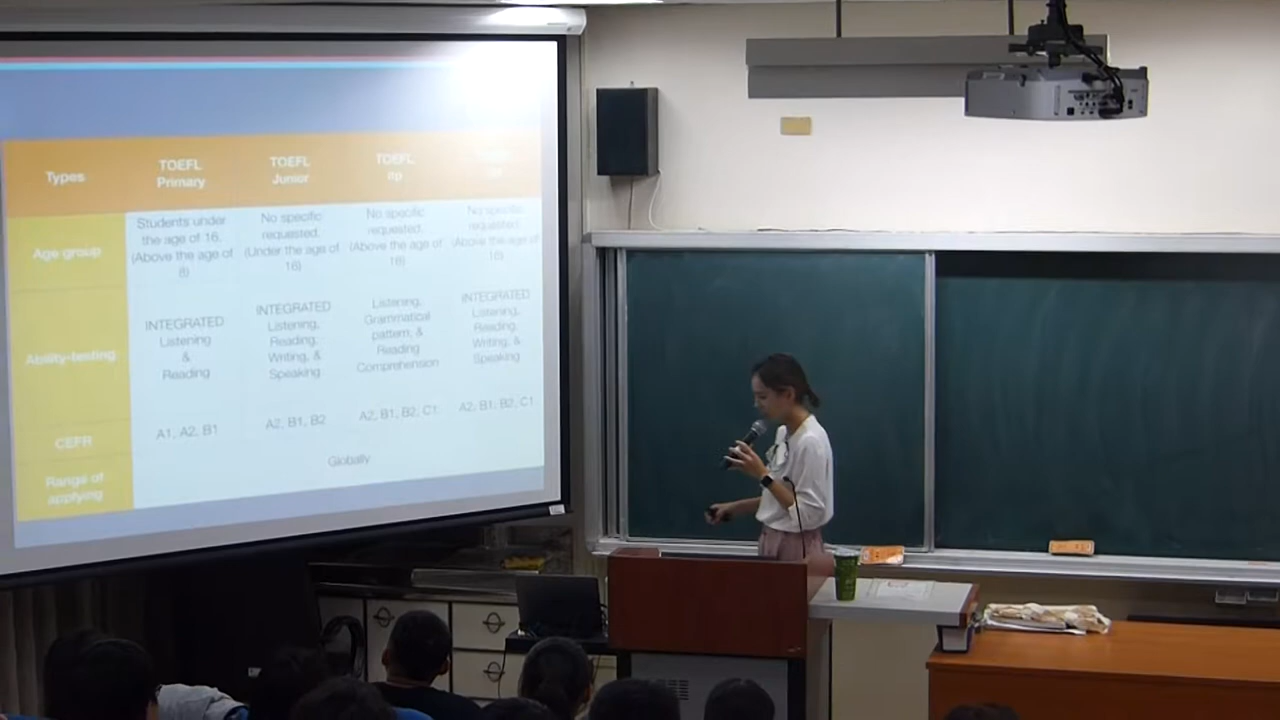 Types
TOEFL
Primary
TOEFL
Junior
TOEFL
itp
Age group
Students under
the age of 16.
(Above the age of
8)
No specific
requested.
(Under the age of
16)
No specific
requested.
(Above the age of
16)
No specific
requested.
(Above the age of
16)
Ability-testing
INTEGRATED
Listening
&
Reading
INTEGRATED
Listening,
Reading,
Writing, &
Speaking
Listening,
Grammatical
pattern, &
Reading
Comprehension
INTEGRATED
Listening,
Reading,
Writing, &
Speaking
CEFR
A1, A2, B1
A2, B1, B2
A2, B1, B2, C1
A2, B1, B2, C1
Range of
applying
Globally